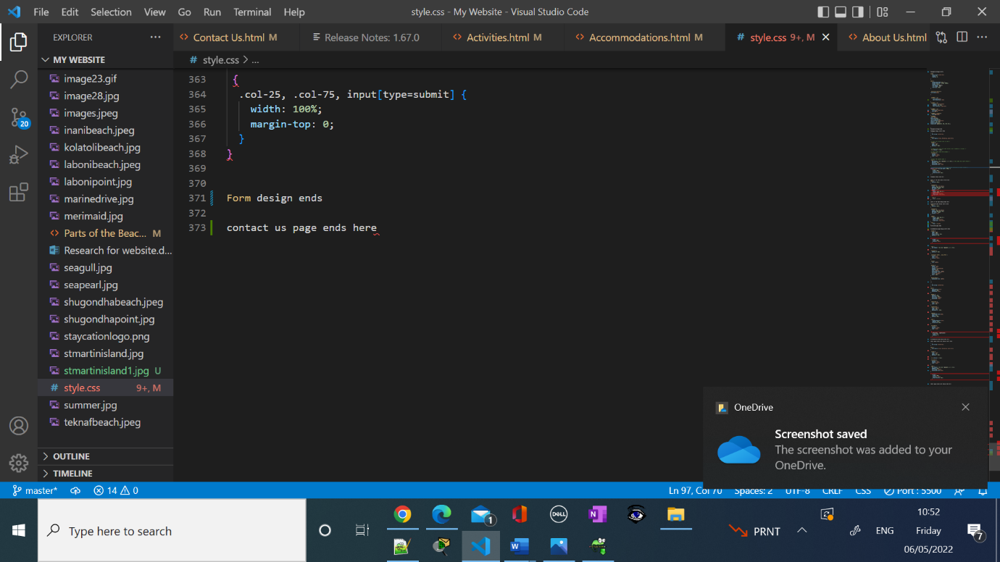 File Edit Selection View Go Run Terminal Help
style.css - My Website - Visual Studio Code
EXPLORER
Contact Us.html M
Release Notes: 1.67.0
Activities.html M
Accommodations.html M
style.css 9+, M
About Us.html
MY WEBSITE
style.css > ...
image23.gif
image28.jpg
images.jpeg
inanibeach.jpeg
kolatolibeach.jpg
labonibeach.jpeg
labonipoint.jpg
marinedrive.jpg
merimaid.jpg
Parts of the Beac... M
Research for website.d...
seagull.jpg
seapearl.jpg
shugondhabeach.jpeg
shugondhapoint.jpg
staycationlogo.png
stmartinisland.jpg
stmartinisland1.jpg U
style.css 9+, M
summer.jpg
teknafbeach.jpeg
OUTLINE
TIMELINE
20
363 {
364 .col-25, .col-75, input[type=submit] {
365 width: 100%;
366 margin-top: 0;
367 }
368 }
369
370
371 Form design ends
372
373 contact us page ends here
OneDrive
Screenshot saved
The screenshot was added to your
OneDrive.
master* 14 0
Ln 97, Col 70 Spaces: 2 UTF-8 CRLF CSS Port : 5500
Type here to search
1
DELL
N
W
PRNT
ENG
10:52
Friday
06/05/2022
7